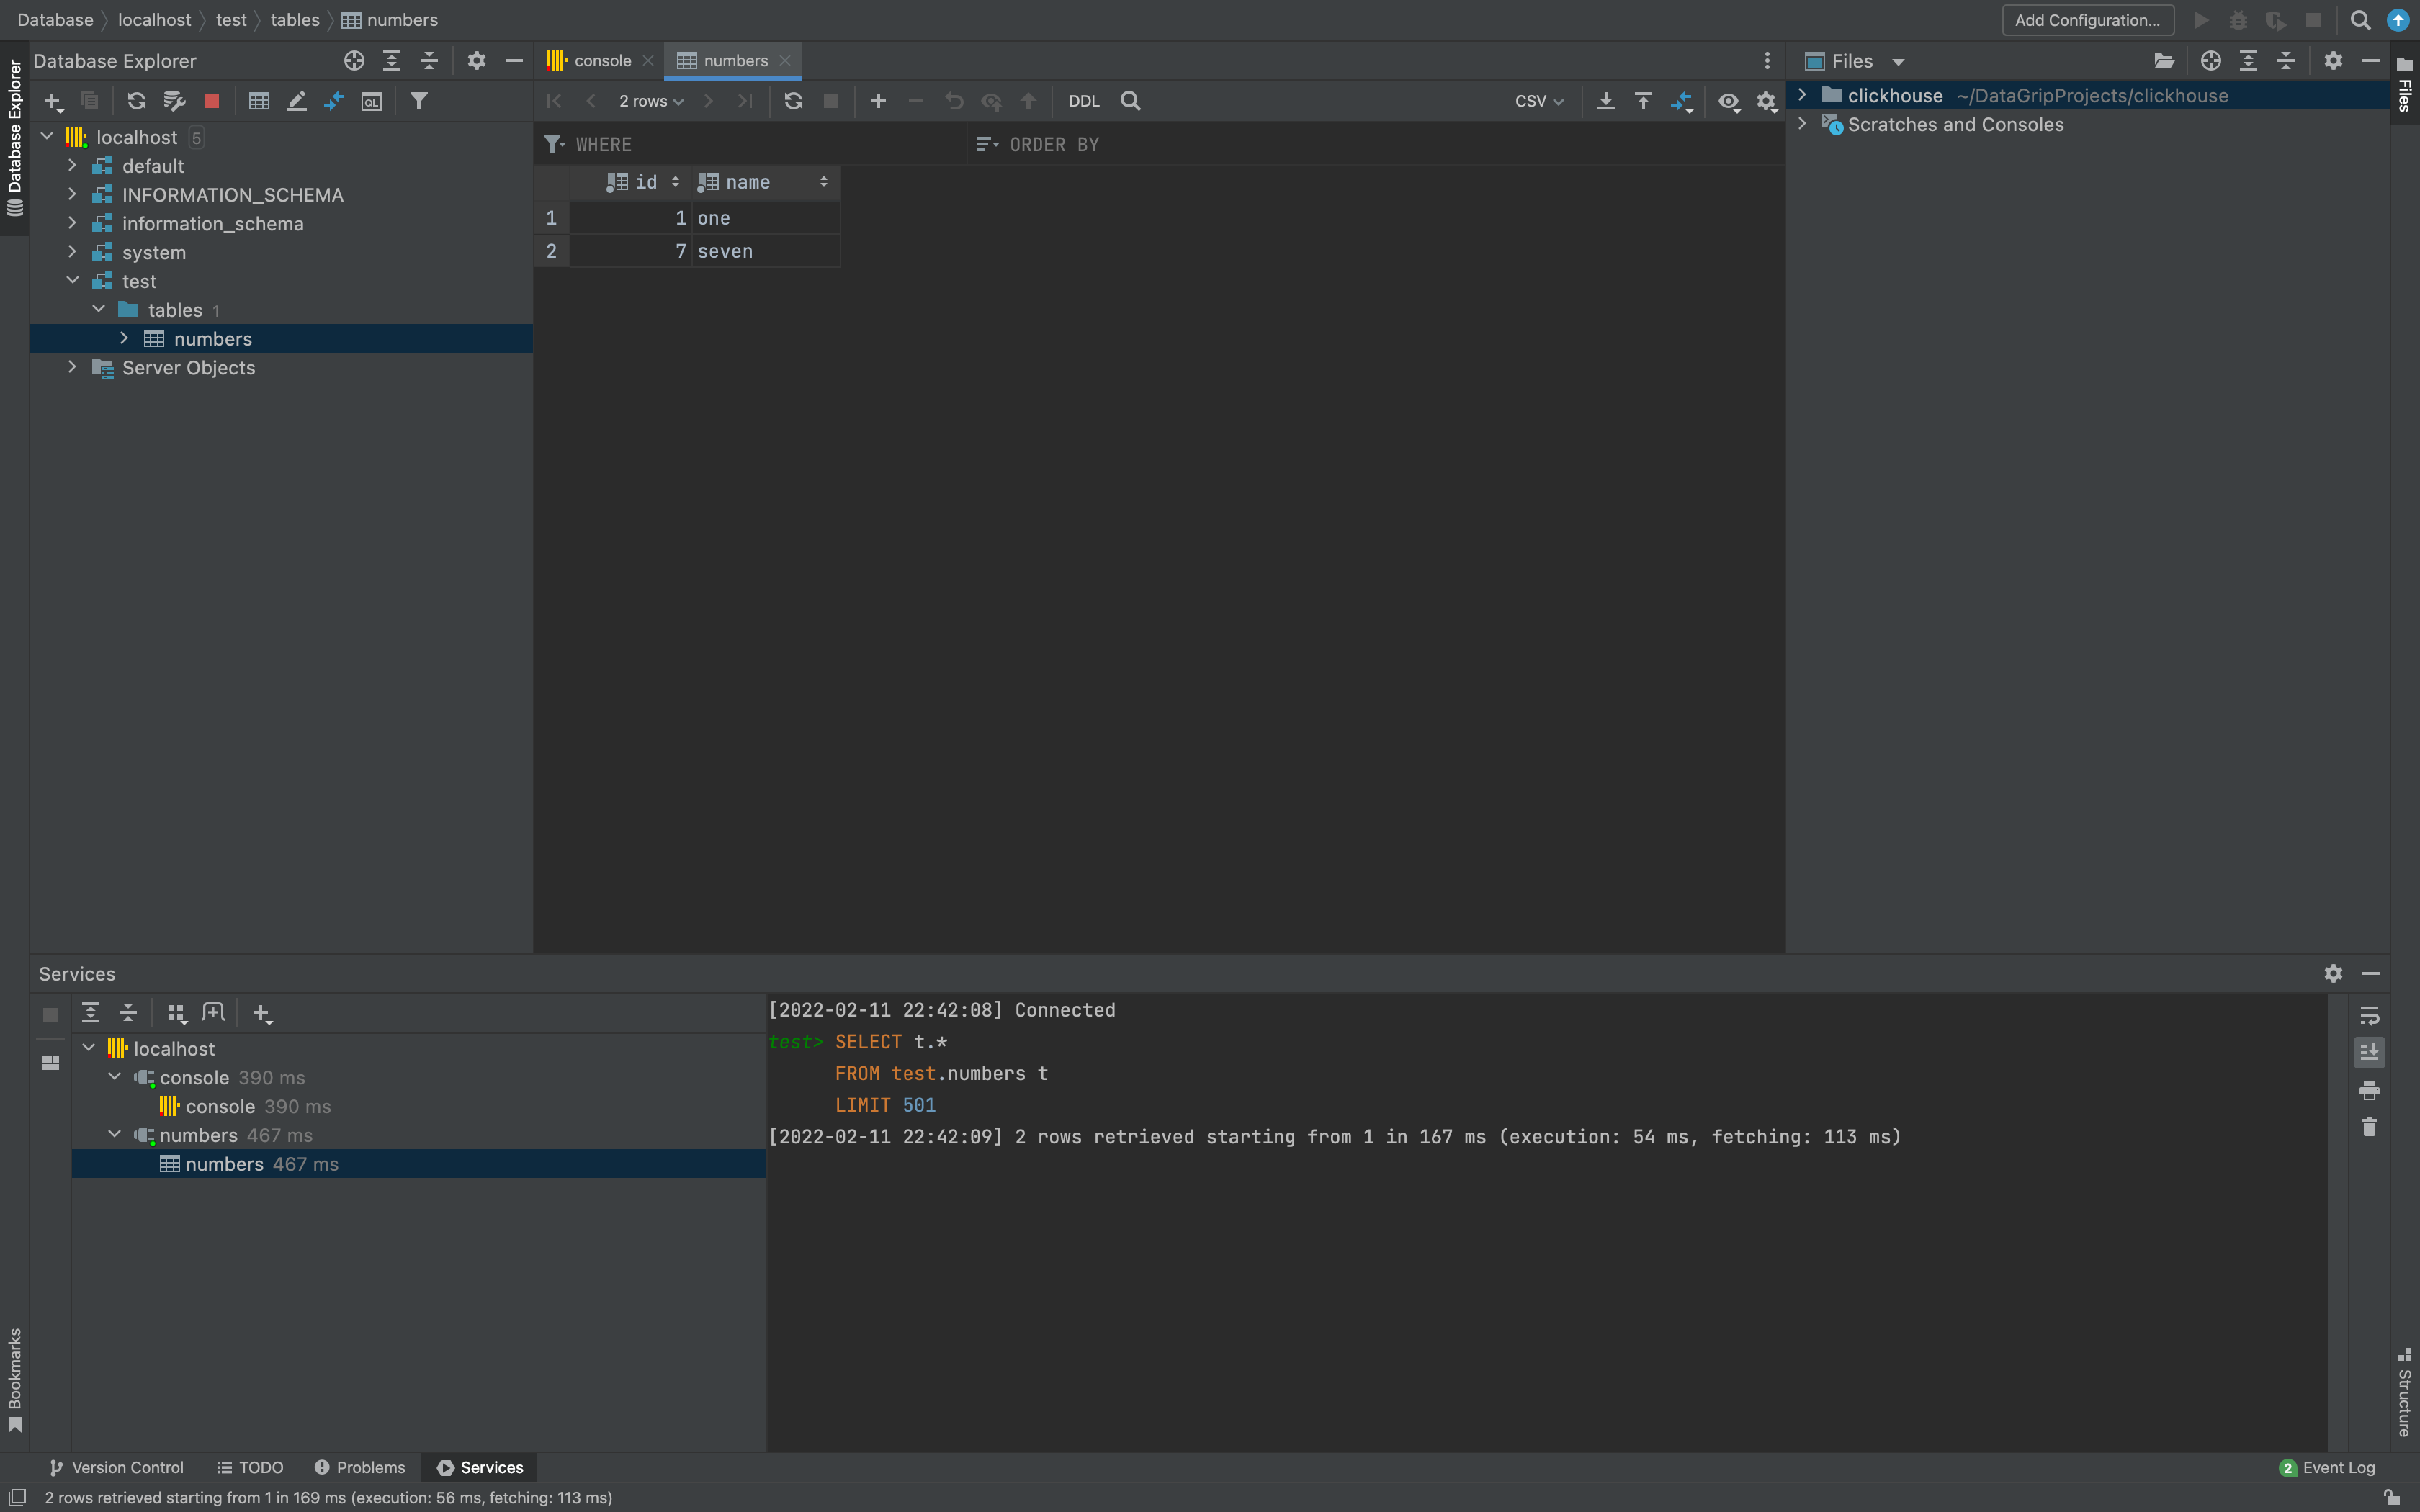 Database localhost test tables numbers
Add Configuration...
Database Explorer
Database Explorer
localhost 5
default
INFORMATION_SCHEMA
information_schema
system
test
tables 1
numbers
Server Objects
console numbers
2 rows DDL CSV
WHERE ORDER BY
id name
1 1 one
2 7 seven
Files
clickhouse ~/DataGripProjects/clickhouse
Scratches and Consoles
Files
Services
QL
localhost
console 390 ms
console 390 ms
numbers 467 ms
numbers 467 ms
[2022-02-11 22:42:08] Connected
test> SELECT t.*
FROM test.numbers t
LIMIT 501
[2022-02-11 22:42:09] 2 rows retrieved starting from 1 in 167 ms (execution: 54 ms, fetching: 113 ms)
Bookmarks
Structure
Version Control TODO Problems Services 2 Event Log
2 rows retrieved starting from 1 in 169 ms (execution: 56 ms, fetching: 113 ms)